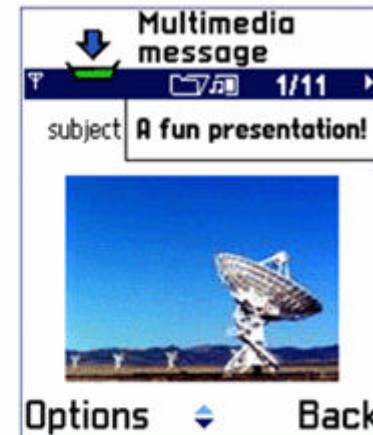 Multimedia
message
1/11
subject A fun presentation!
Options Back